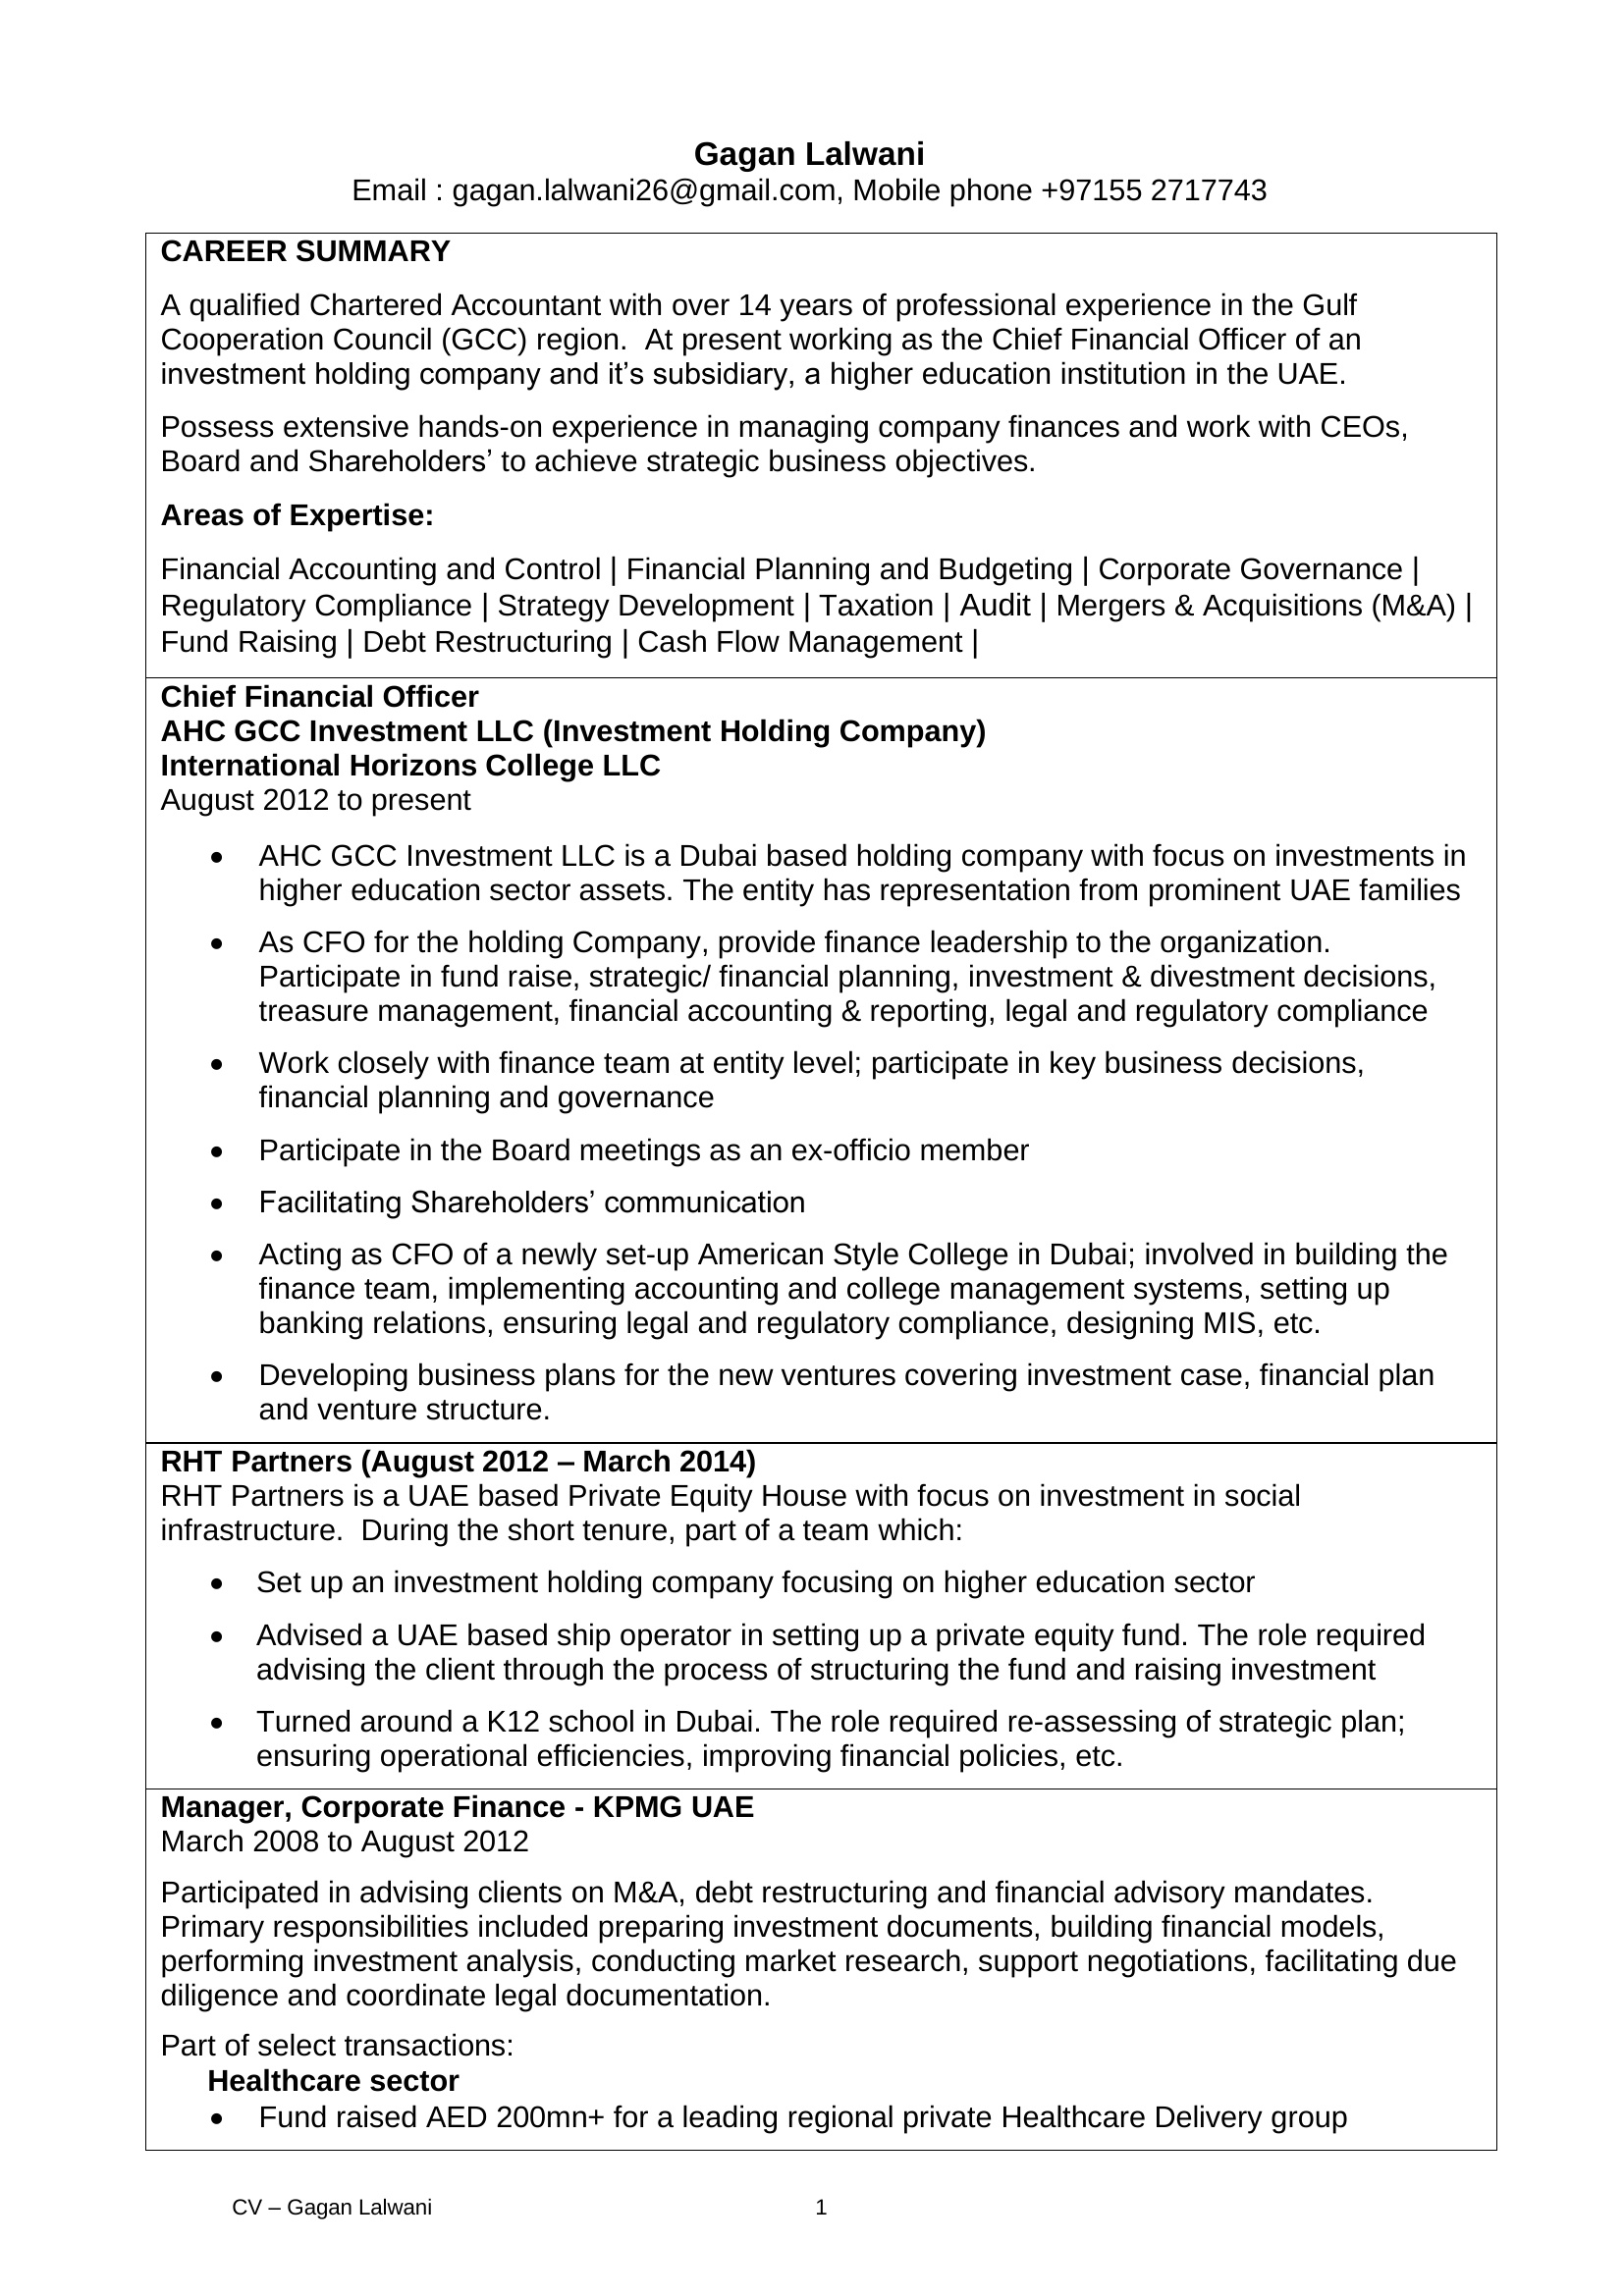 Gagan Lalwani
Email : gagan.lalwani26@gmail.com, Mobile phone +97155 2717743
CAREER SUMMARY
A qualified Chartered Accountant with over 14 years of professional experience in the Gulf
Cooperation Council (GCC) region.  At present working as the Chief Financial Officer of an
investment holding company and it’s subsidiary, a higher education institution in the UAE.
Possess extensive hands-on experience in managing company finances and work with CEOs,
Board and Shareholders’ to achieve strategic business objectives.
Areas of Expertise:
Financial Accounting and Control | Financial Planning and Budgeting | Corporate Governance |
Regulatory Compliance | Strategy Development | Taxation | Audit | Mergers & Acquisitions (M&A) |
Fund Raising | Debt Restructuring | Cash Flow Management |
Chief Financial Officer
AHC GCC Investment LLC (Investment Holding Company)
International Horizons College LLC
August 2012 to present
• AHC GCC Investment LLC is a Dubai based holding company with focus on investments in
higher education sector assets. The entity has representation from prominent UAE families
• As CFO for the holding Company, provide finance leadership to the organization.
Participate in fund raise, strategic/ financial planning, investment & divestment decisions,
treasure management, financial accounting & reporting, legal and regulatory compliance
• Work closely with finance team at entity level; participate in key business decisions,
financial planning and governance
• Participate in the Board meetings as an ex-officio member
• Facilitating Shareholders’ communication
• Acting as CFO of a newly set-up American Style College in Dubai; involved in building the
finance team, implementing accounting and college management systems, setting up
banking relations, ensuring legal and regulatory compliance, designing MIS, etc.
• Developing business plans for the new ventures covering investment case, financial plan
and venture structure.
RHT Partners (August 2012 – March 2014)
RHT Partners is a UAE based Private Equity House with focus on investment in social
infrastructure.  During the short tenure, part of a team which:
• Set up an investment holding company focusing on higher education sector
• Advised a UAE based ship operator in setting up a private equity fund. The role required
advising the client through the process of structuring the fund and raising investment
• Turned around a K12 school in Dubai. The role required re-assessing of strategic plan;
ensuring operational efficiencies, improving financial policies, etc.
Manager, Corporate Finance - KPMG UAE
March 2008 to August 2012
Participated in advising clients on M&A, debt restructuring and financial advisory mandates.
Primary responsibilities included preparing investment documents, building financial models,
performing investment analysis, conducting market research, support negotiations, facilitating due
diligence and coordinate legal documentation.
Part of select transactions:
Healthcare sector
• Fund raised AED 200mn+ for a leading regional private Healthcare Delivery group
CV – Gagan Lalwani 1